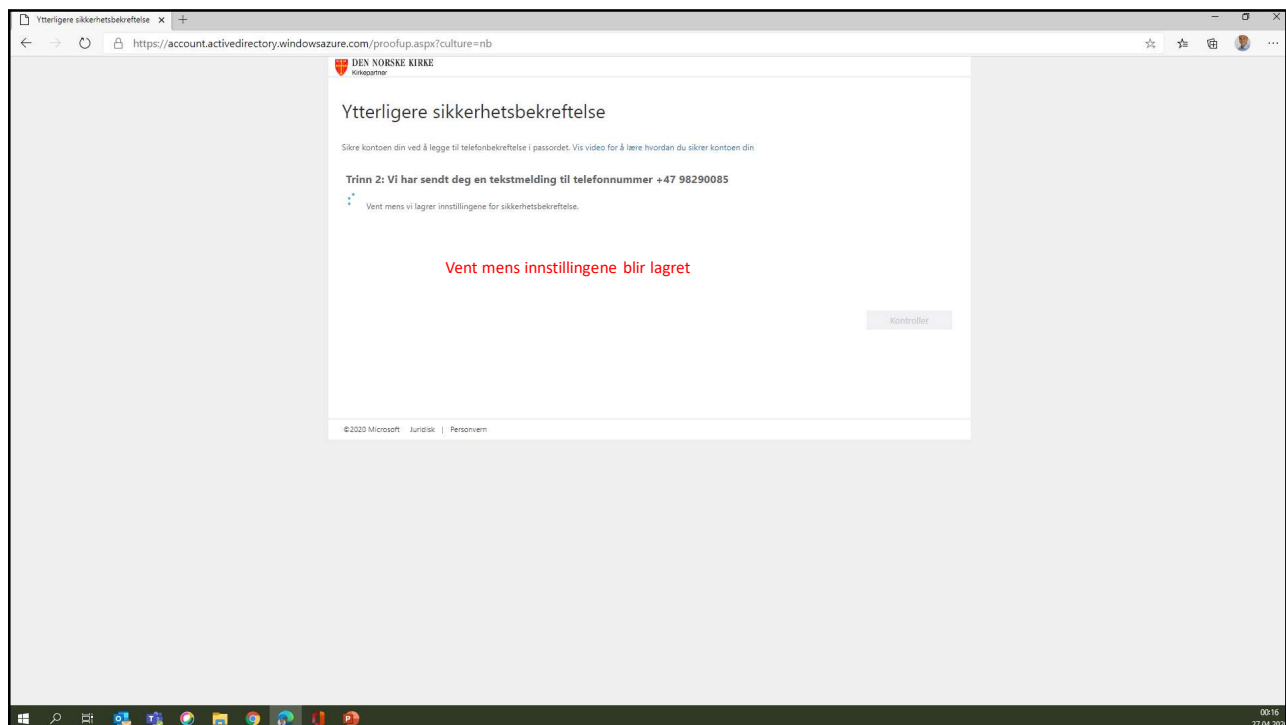 Ytterligere sikkerhetsbekreftelse
https://account.activedirectory.windowsazure.com/proofup.aspx?culture=nb
DEN NORSKE KIRKE
Kirkepartner
Ytterligere sikkerhetsbekreftelse
Sikre kontoen din ved å legge til telefonbekreftelse i passordet. Vis video for å lære hvordan du sikrer kontoen din
Trinn 2: Vi har sendt deg en tekstmelding til telefonnummer +47 98290085
Vent mens vi lagrer innstillingene for sikkerhetsbekreftelse.
Vent mens innstillingene blir lagret
Kontroller
©2020 Microsoft Juridisk | Personvern
00:16